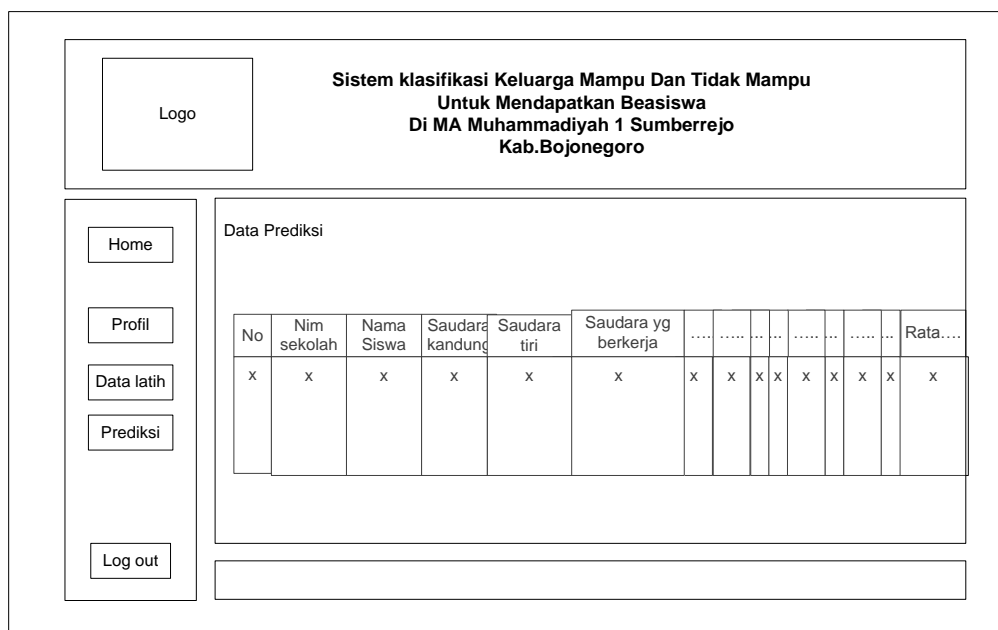 Logo
Sistem klasifikasi Keluarga Mampu Dan Tidak Mampu
Untuk Mendapatkan Beasiswa
Di MA Muhammadiyah 1 Sumberrejo
Kab.Bojonegoro
Home
Profil
Data latih
Prediksi
Log out
Data Prediksi
No Nim sekolah Nama Siswa Saudara kandung Saudara tiri Saudara yg berkerja …. ….. ... ... ….. ... ….. ... Rata….
x x x x x x x x x x x x x x x